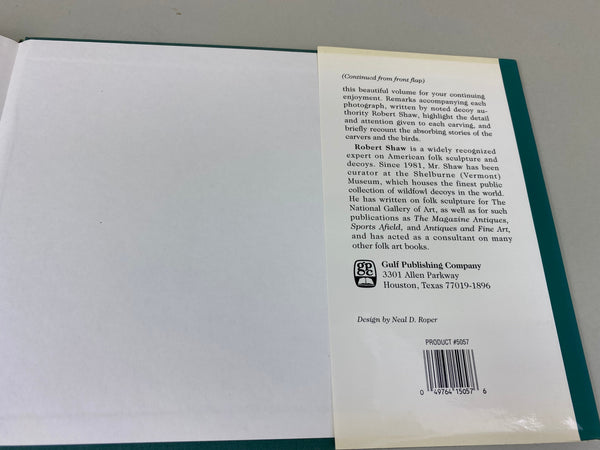 (Continued from front flap)
this beautiful volume for your continuing
enjoyment. Remarks accompanying each
photograph, written by noted decoy au-
thority Robert Shaw, highlight the detail
and attention given to each carving, and
briefly recount the absorbing stories of the
carvers and the birds.
Robert Shaw is a widely recognized
expert on American folk sculpture and
decoys. Since 1981, Mr. Shaw has been
curator at the Shelburne (Vermont)
Museum, which houses the finest public
collection of wildfowl decoys in the world.
He has written on folk sculpture for The
National Gallery of Art, as well as for such
publications as The Magazine Antiques,
Sports Afield, and Antiques and Fine Art,
and has acted as a consultant on many
other folk art books.
gp
pc
Gulf Publishing Company
3301 Allen Parkway
Houston, Texas 77019-1896
Design by Neal D. Roper
PRODUCT #5057
0 49764 15057 6